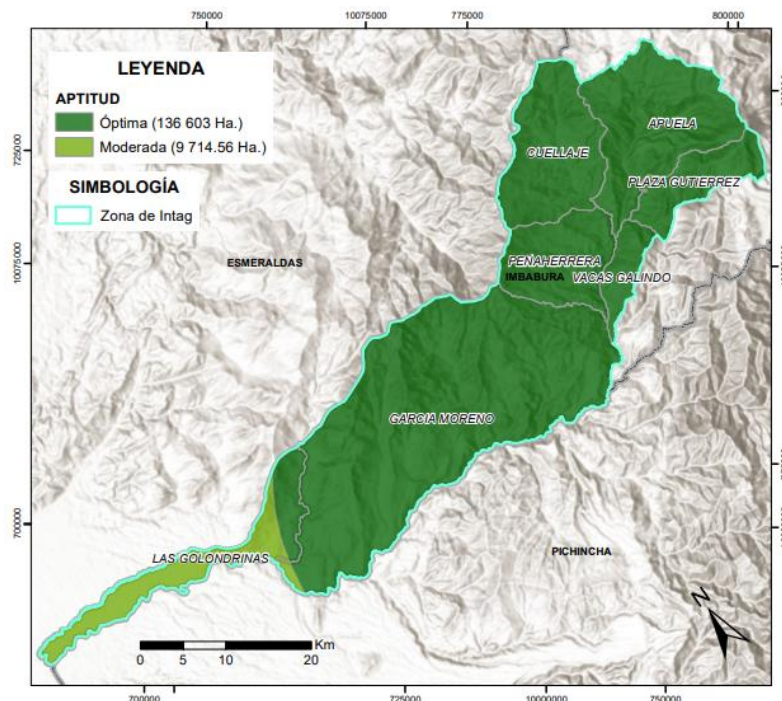 750000 10075000 775000 800000
LEYENDA
APTITUD
Óptima (136 603 Ha.)
Moderada (9 714.56 Ha.)
SIMBOLOGÍA
Zona de Intag
725000
10075000
700000
APUELA
CUELLAJE
PLAZA GUTIERREZ
ESMERALDAS
PEÑAHERRERA
IMBABURA
VACAS GALINDO
GARCIA MORENO
LAS GOLONDRINAS
PICHINCHA
N
Km
0 5 10 20
700000 725000 10000000 750000